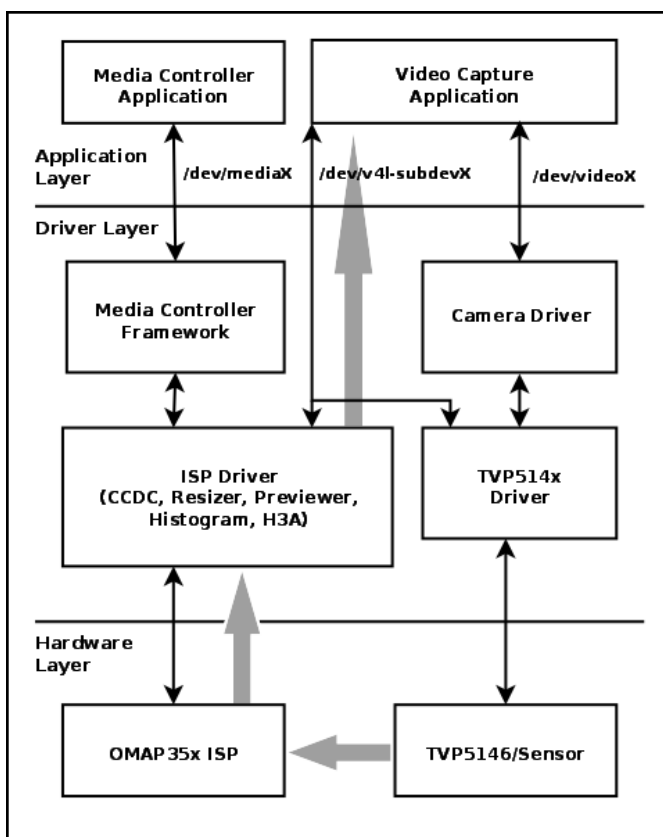 Media Controller
Application
Video Capture
Application
Application
Layer
/dev/mediaX
/dev/v4l-subdevX
/dev/videoX
Driver Layer
Media Controller
Framework
Camera Driver
ISP Driver
(CCDC, Resizer, Previewer,
Histogram, H3A)
TVP514x
Driver
Hardware
Layer
OMAP35x ISP
TVP5146/Sensor